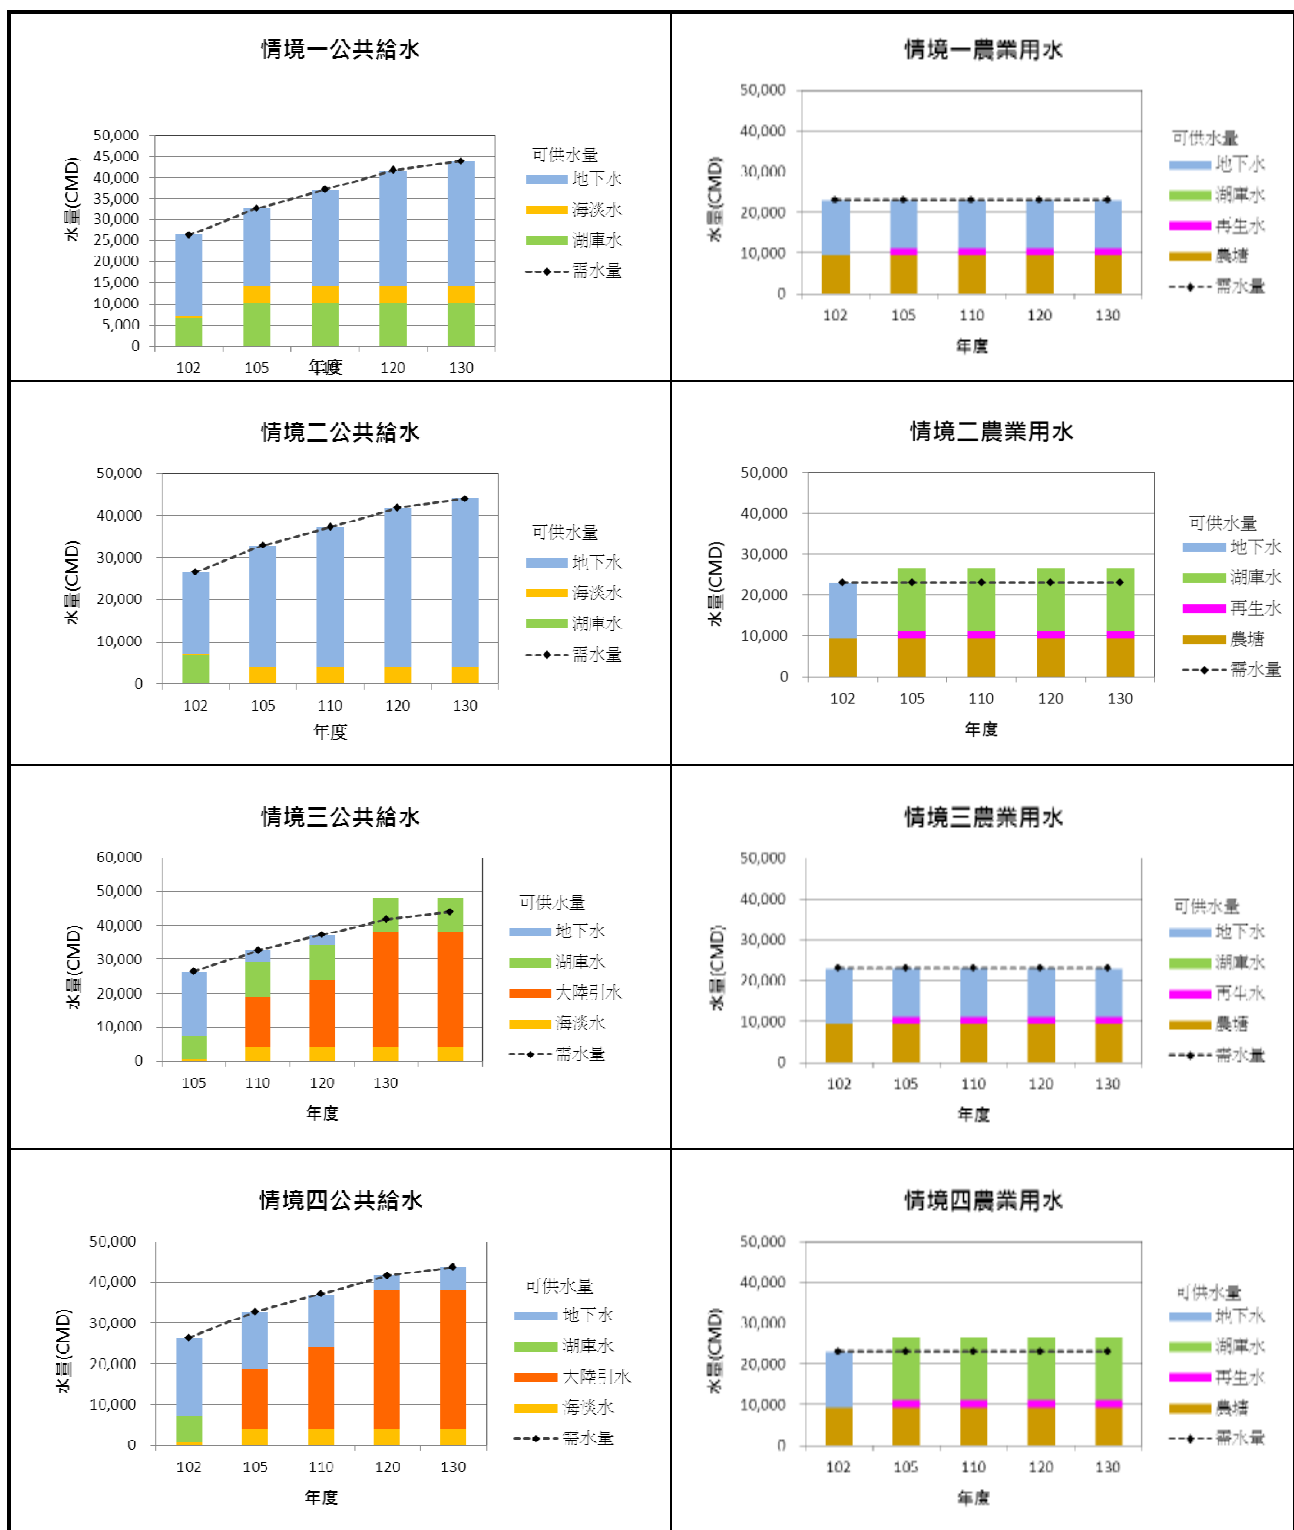 情境一公共給水
水量(CMD)
50,000
45,000
40,000
35,000
30,000
25,000
20,000
15,000
10,000
5,000
0
102 105 110 120 130
年度
可供水量
地下水
海淡水
湖庫水
需水量
情境一農業用水
水量(CMD)
50,000
40,000
30,000
20,000
10,000
0
102 105 110 120 130
年度
可供水量
地下水
湖庫水
再生水
農塘
需水量
情境二公共給水
水量(CMD)
50,000
40,000
30,000
20,000
10,000
0
102 105 110 120 130
年度
可供水量
地下水
海淡水
湖庫水
需水量
情境二農業用水
水量(CMD)
50,000
40,000
30,000
20,000
10,000
0
102 105 110 120 130
年度
可供水量
地下水
湖庫水
再生水
農塘
需水量
情境三公共給水
水量(CMD)
60,000
50,000
40,000
30,000
20,000
10,000
0
105 110 120 130
年度
可供水量
地下水
湖庫水
大陸引水
海淡水
需水量
情境三農業用水
水量(CMD)
50,000
40,000
30,000
20,000
10,000
0
102 105 110 120 130
年度
可供水量
地下水
湖庫水
再生水
農塘
需水量
情境四公共給水
水量(CMD)
50,000
40,000
30,000
20,000
10,000
0
102 105 110 120 130
年度
可供水量
地下水
湖庫水
大陸引水
海淡水
需水量
情境四農業用水
水量(CMD)
50,000
40,000
30,000
20,000
10,000
0
102 105 110 120 130
年度
可供水量
地下水
湖庫水
再生水
農塘
需水量